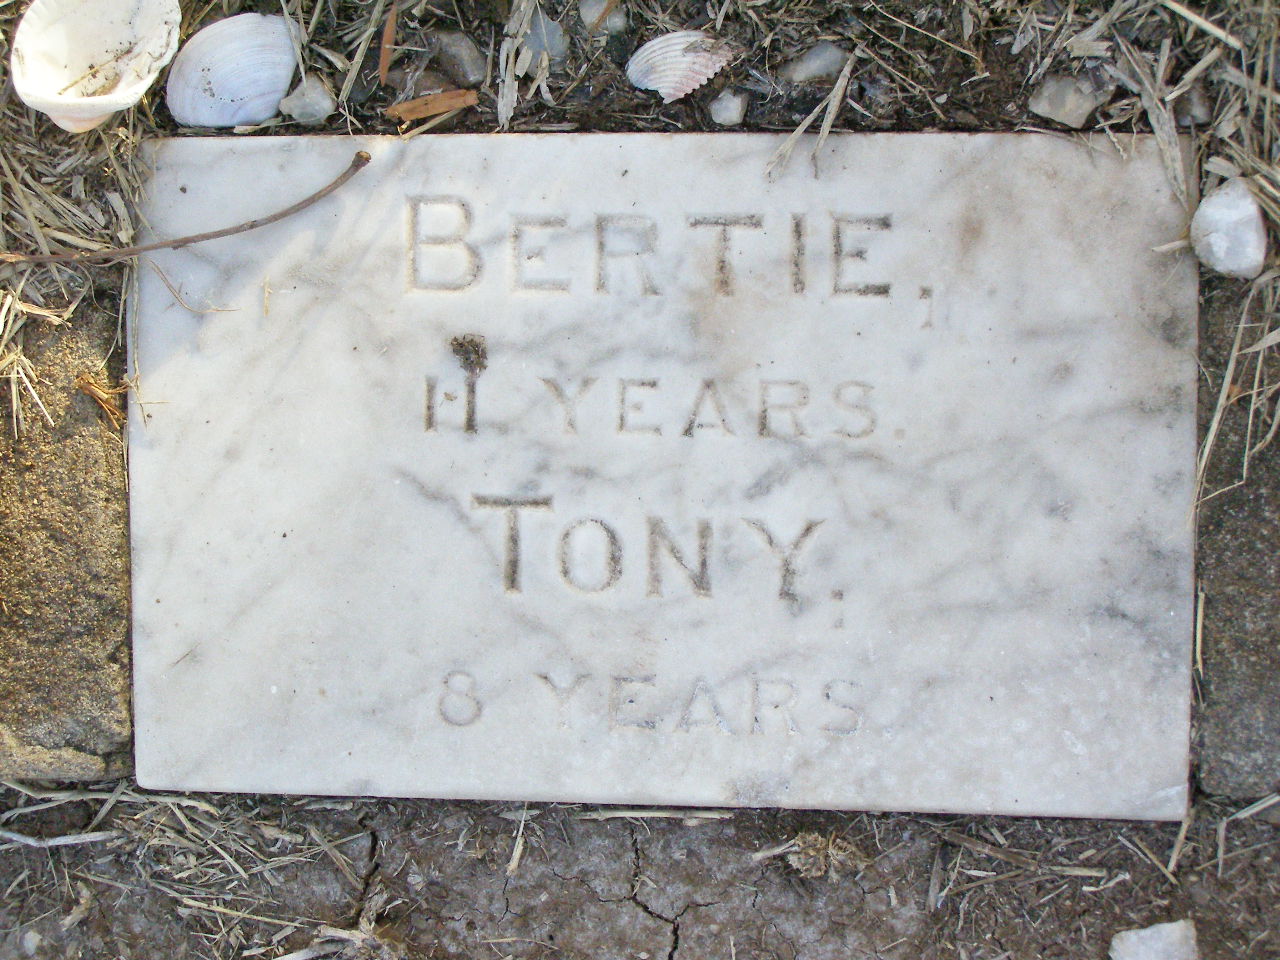 BERTIE,
11 YEARS.
TONY.
8 YEARS.